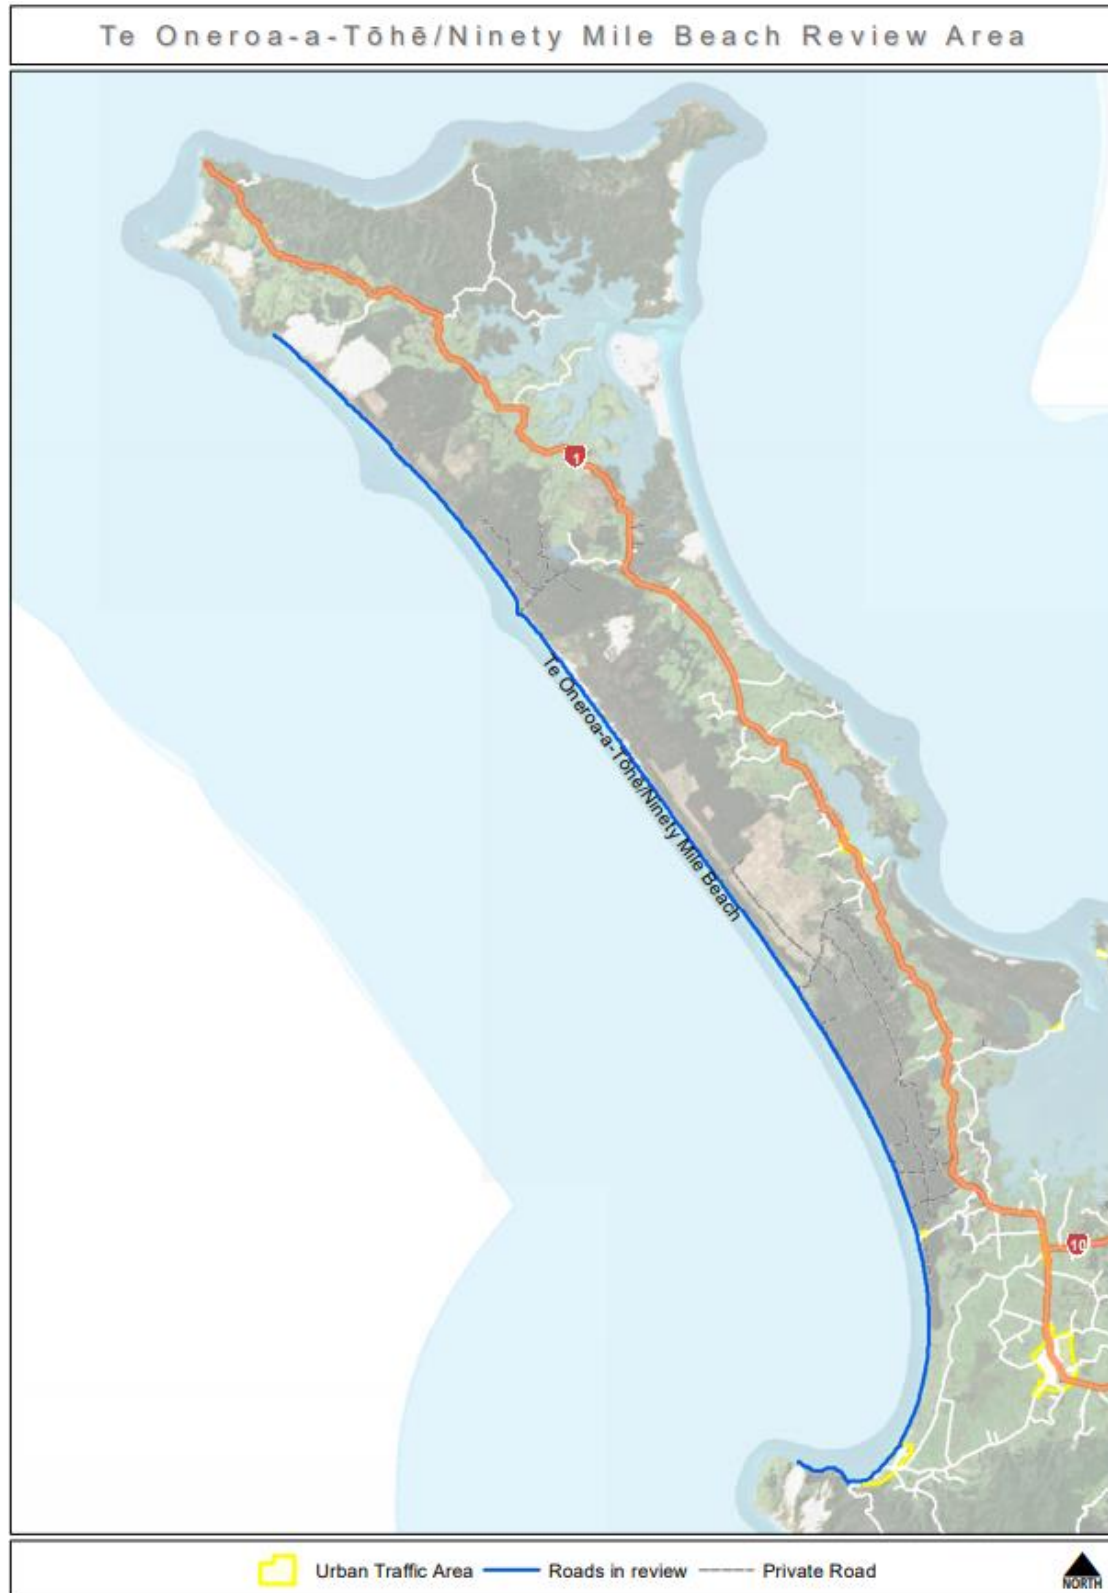 Te Oneroa-a-Tōhē/Ninety Mile Beach Review Area
1
Te Oneroa-a-Tōhē/Ninety Mile Beach
10
Urban Traffic Area
Roads in review
Private Road
NORTH